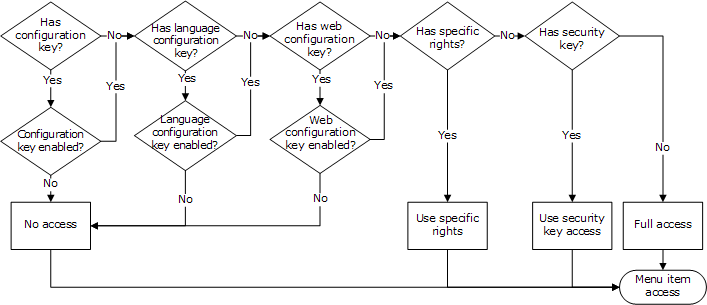 Has
configuration
key?
No
Has language
configuration
key?
No
Has web
configuration
key?
No
Has specific
rights?
No
Has security
key?
No
Yes
Yes
Yes
Yes
Yes
Yes
Configuration
key enabled?
Language
configuration
key enabled?
Web
configuration
key enabled?
Yes
Yes
No
No
No
No
No access
Use specific
rights
Use security
key access
Full access
Menu item
access